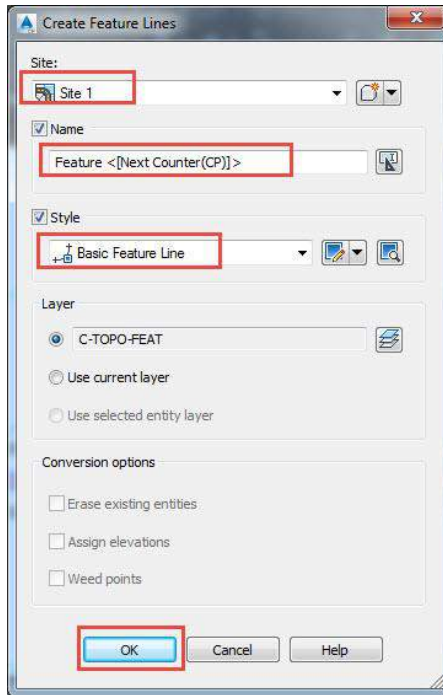 Create Feature Lines
Site:
Site 1
Name
Feature <[Next Counter(CP)]>
Style
Basic Feature Line
Layer
C-TOPO-FEAT
Use current layer
Use selected entity layer
Conversion options
Erase existing entities
Assign elevations
Weed points
OK Cancel Help